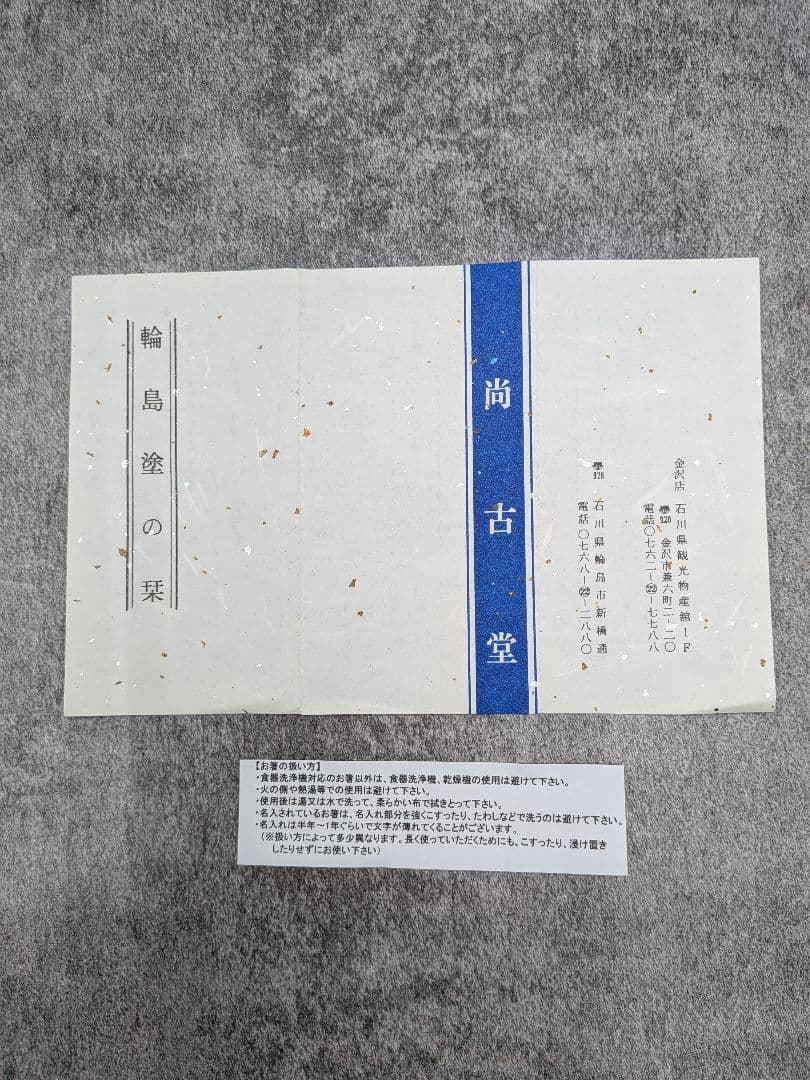 金沢店 石川県観光物産館1F
〠920 金沢市兼六町二ー二〇
電話〇七六二ー㉒ー七七八八
〠928 石川県輪島市新橋通
電話〇七六八ー㉒ー二八八〇
尚古堂
輪島塗の栞
【お箸の扱い方】
・食器洗浄機対応のお箸以外は、食器洗浄機、乾燥機の使用は避けて下さい。
・火の側や熱湯等での使用は避けて下さい。
・使用後は湯又は水で洗って、柔らかい布で拭きとって下さい。
・名入されているお箸は、名入れ部分を強くこすったり、たわしなどで洗うのは避けて下さい。
・名入れは半年～1年ぐらいで文字が薄れてくることがございます。
(※扱い方によって多少異なります。長く使っていただくためにも、こすったり、浸け置き
したりせずにお使い下さい)